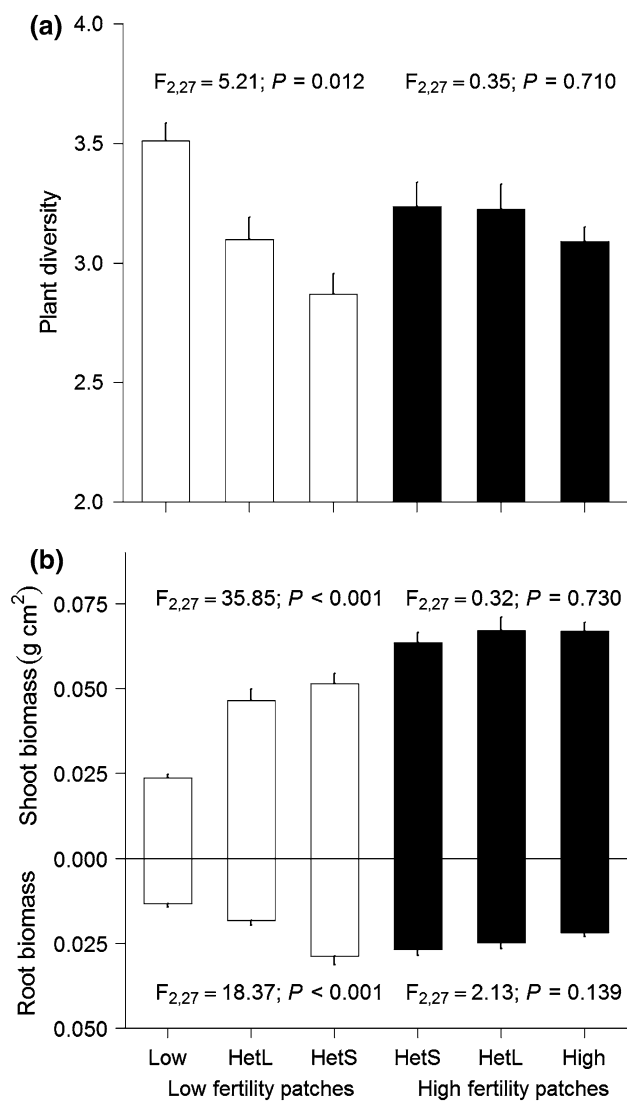 (a)
4.0
3.5
3.0
2.5
2.0
Plant diversity
F2,27 = 5.21; P = 0.012
F2,27 = 0.35; P = 0.710
(b)
0.075
0.050
0.025
0.000
0.025
0.050
Shoot biomass (g cm2)
Root biomass
F2,27 = 35.85; P < 0.001
F2,27 = 0.32; P = 0.730
F2,27 = 18.37; P < 0.001
F2,27 = 2.13; P = 0.139
Low HetL HetS HetS HetL High
Low fertility patches High fertility patches